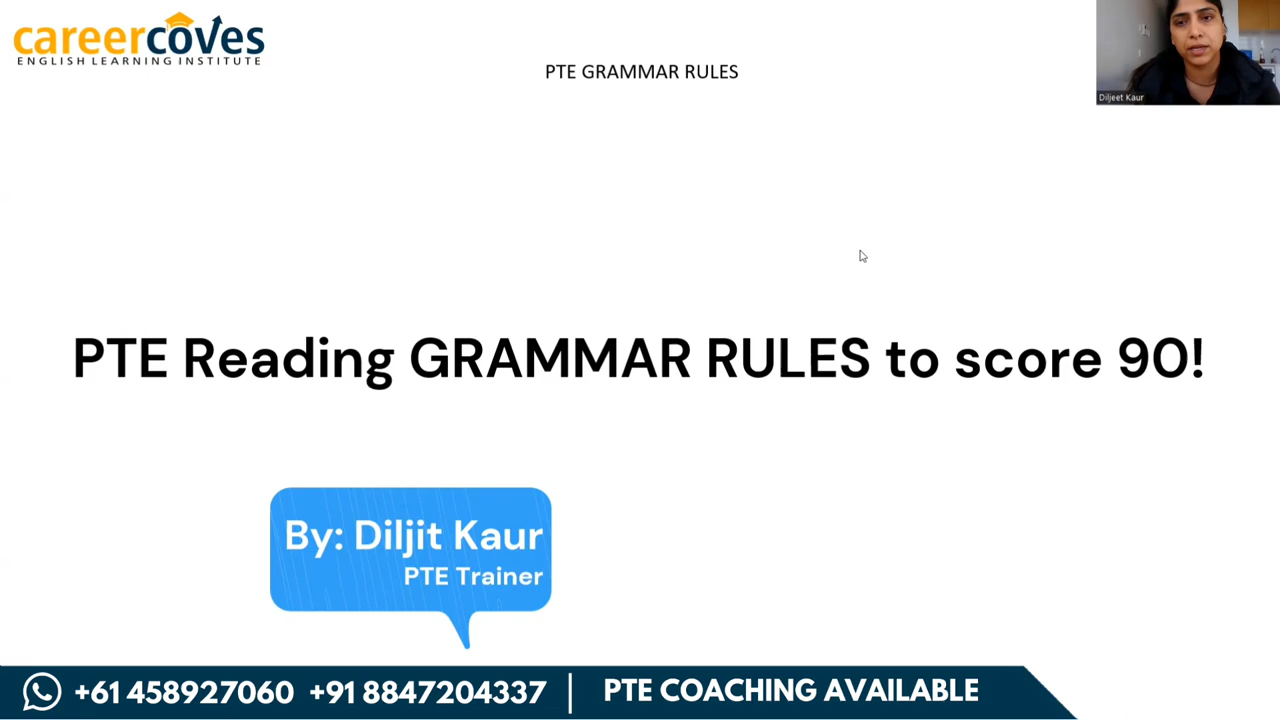 careercoves
ENGLISH LEARNING INSTITUTE
PTE GRAMMAR RULES
Diljeet Kaur
PTE Reading GRAMMAR RULES to score 90!
By: Diljit Kaur
PTE Trainer
+61 458927060 +91 8847204337 | PTE COACHING AVAILABLE